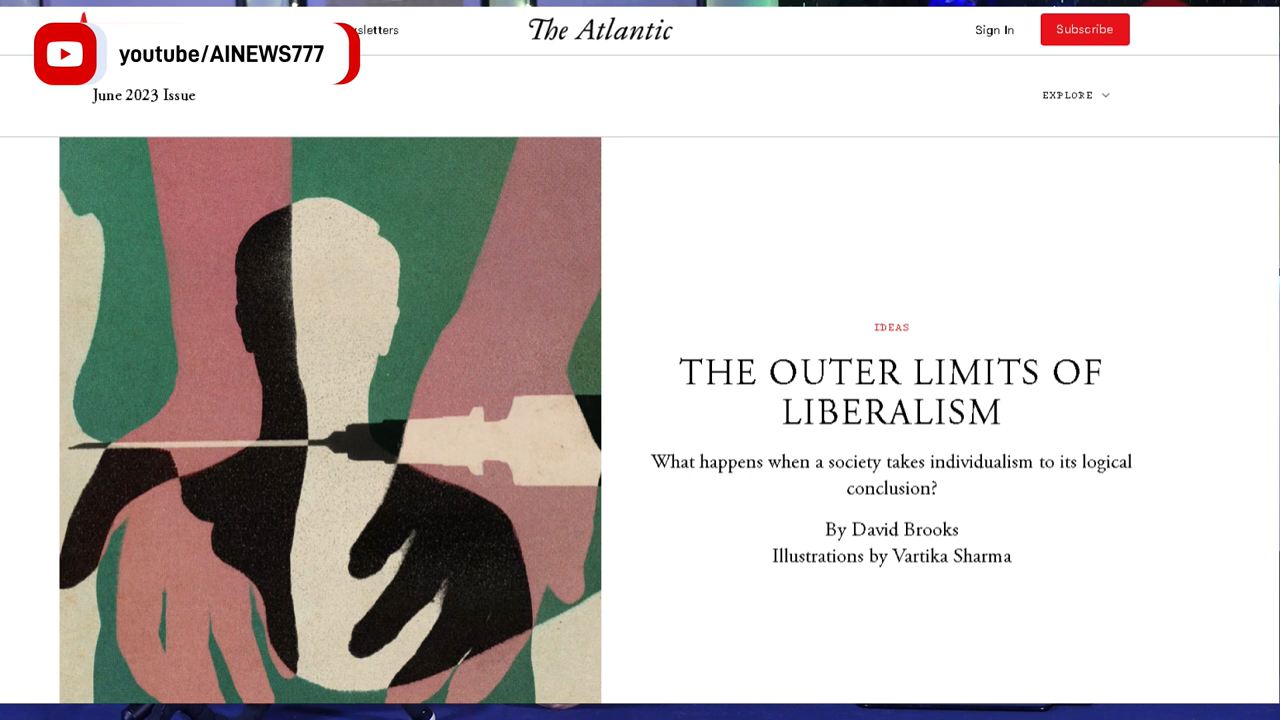 The Atlantic
Sign In
Subscribe
youtube/AINEWS777
June 2023 Issue
EXPLORE
IDEAS
THE OUTER LIMITS OF
LIBERALISM
What happens when a society takes individualism to its logical
conclusion?
By David Brooks
Illustrations by Vartika Sharma